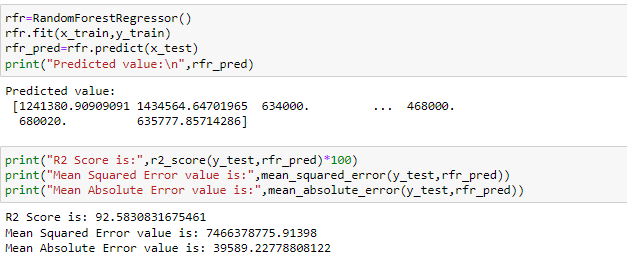 rfr=RandomForestRegressor()
rfr.fit(x_train,y_train)
rfr_pred=rfr.predict(x_test)
print("Predicted value:\n",rfr_pred)
Predicted value:
[1241380.90909091 1434564.64701965 634000. ... 468000.
680020. 635777.85714286]
print("R2 Score is:",r2_score(y_test,rfr_pred)*100)
print("Mean Squared Error value is:",mean_squared_error(y_test,rfr_pred))
print("Mean Absolute Error value is:",mean_absolute_error(y_test,rfr_pred))
R2 Score is: 92.5830831675461
Mean Squared Error value is: 7466378775.91398
Mean Absolute Error value is: 39589.22778808122